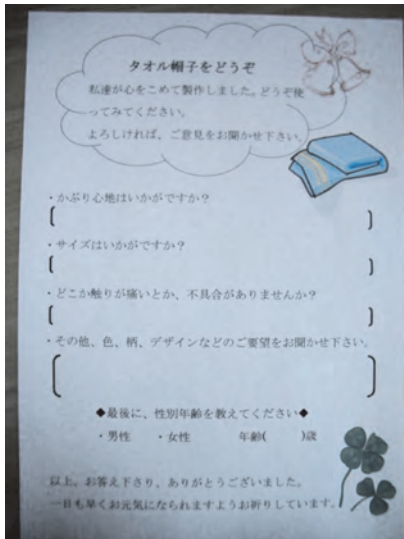 タオル帽子をどうぞ
私達が心をこめて製作しました。どうぞ使
ってみてください。
よろしければ、ご意見をお聞かせ下さい。
・かぶり心地はいかがですか？
・サイズはいかがですか？
・どこか触りが痛いとか、不具合がありませんか？
・その他、色、柄、デザインなどのご要望をお聞かせ下さい。
◆最後に、性別年齢を教えてください◆
・男性 ・女性 年齢( )歳
以上、お答え下さり、ありがとうございました。
一日も早くお元気になられますようお祈りしています。